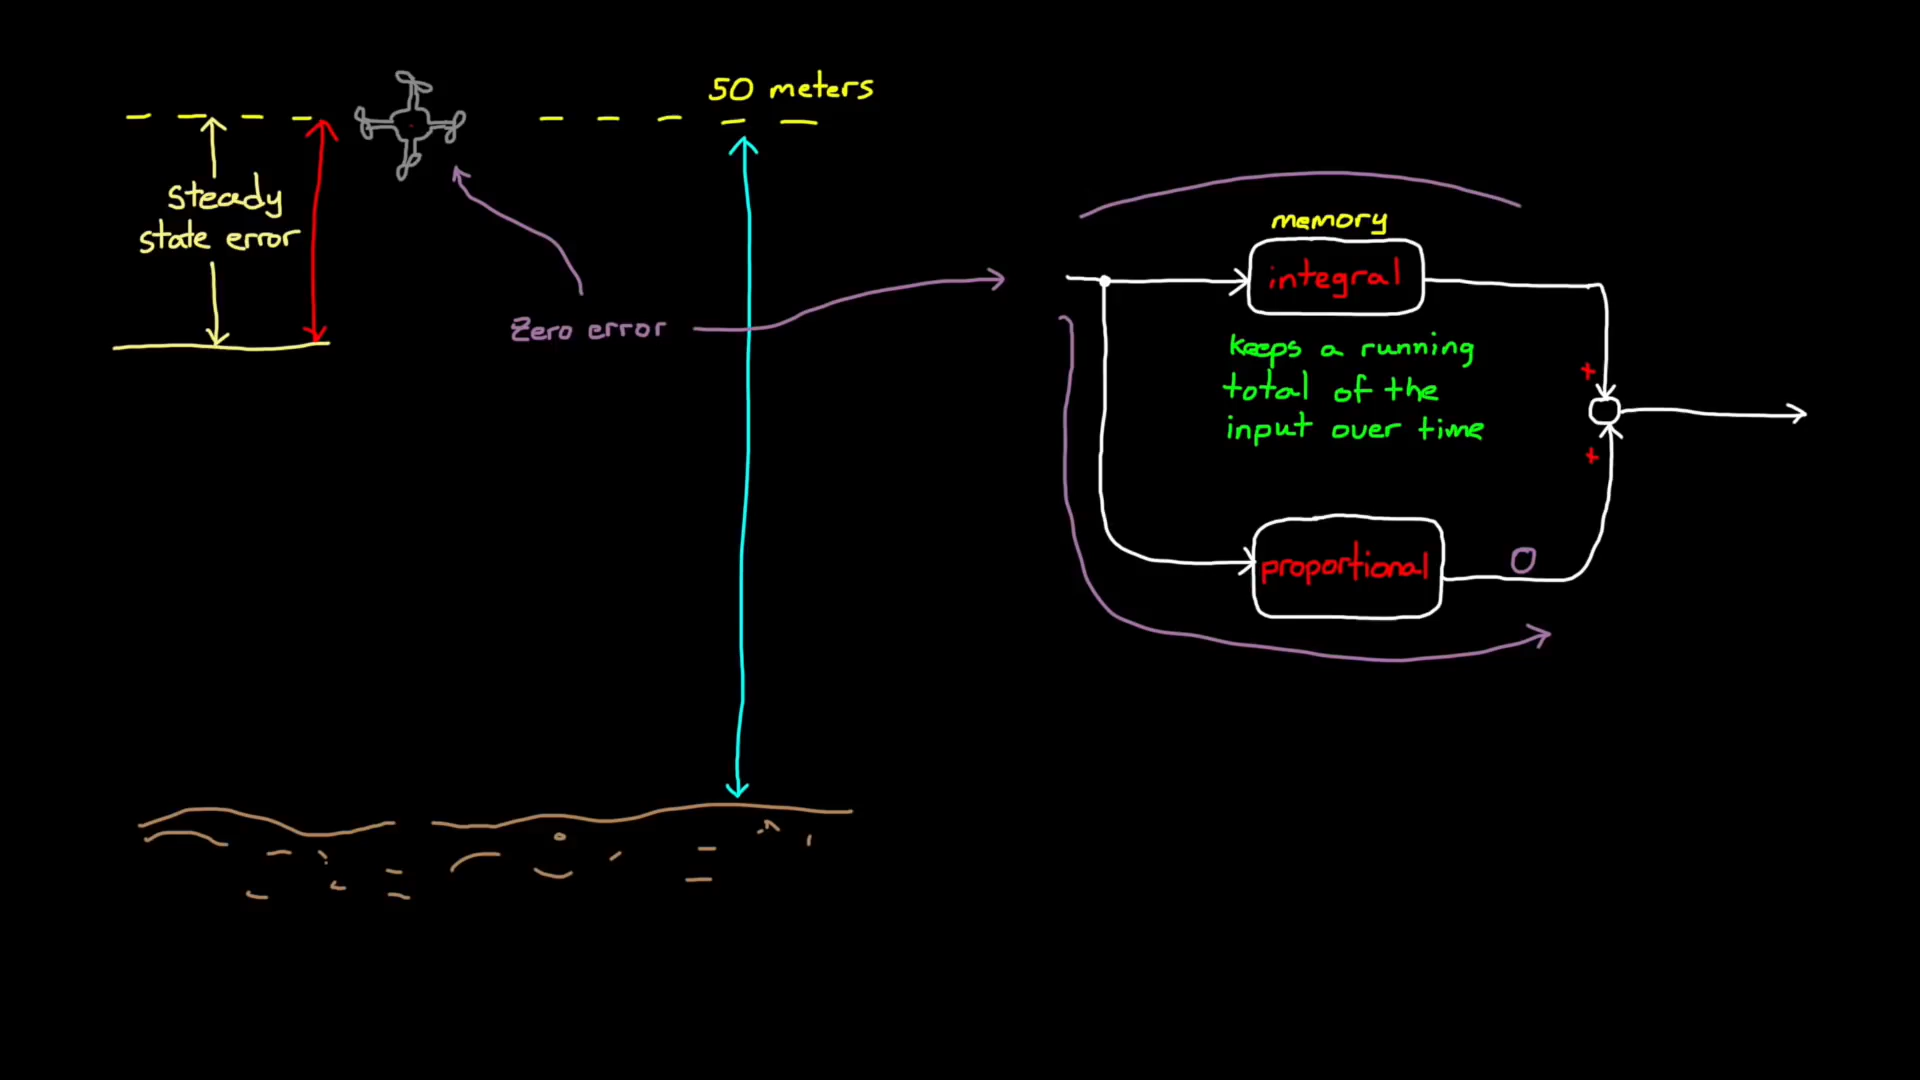 50 meters
steady
state error
Zero error
memory
integral
keeps a running
total of the
input over time
+
+
proportional
0